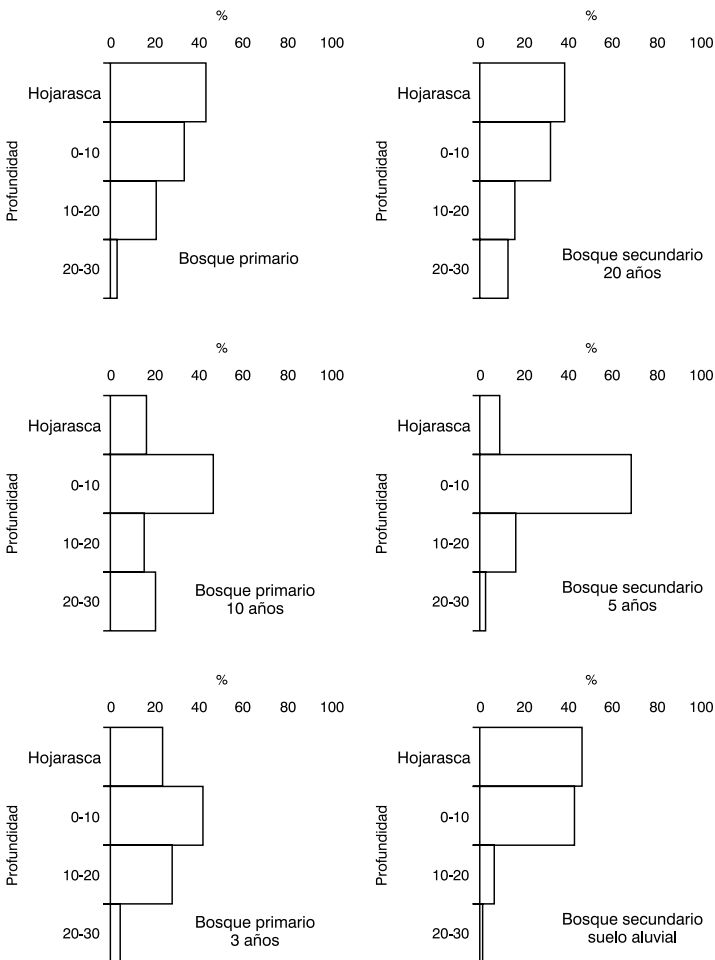 %
0 20 40 60 80 100
Hojarasca
0-10
10-20
20-30
Profundidad
Bosque primario
%
0 20 40 60 80 100
Hojarasca
0-10
10-20
20-30
Profundidad
Bosque secundario
20 años
%
0 20 40 60 80 100
Hojarasca
0-10
10-20
20-30
Profundidad
Bosque primario
10 años
%
0 20 40 60 80 100
Hojarasca
0-10
10-20
20-30
Profundidad
Bosque secundario
5 años
%
0 20 40 60 80 100
Hojarasca
0-10
10-20
20-30
Profundidad
Bosque primario
3 años
%
0 20 40 60 80 100
Hojarasca
0-10
10-20
20-30
Profundidad
Bosque secundario
suelo aluvial